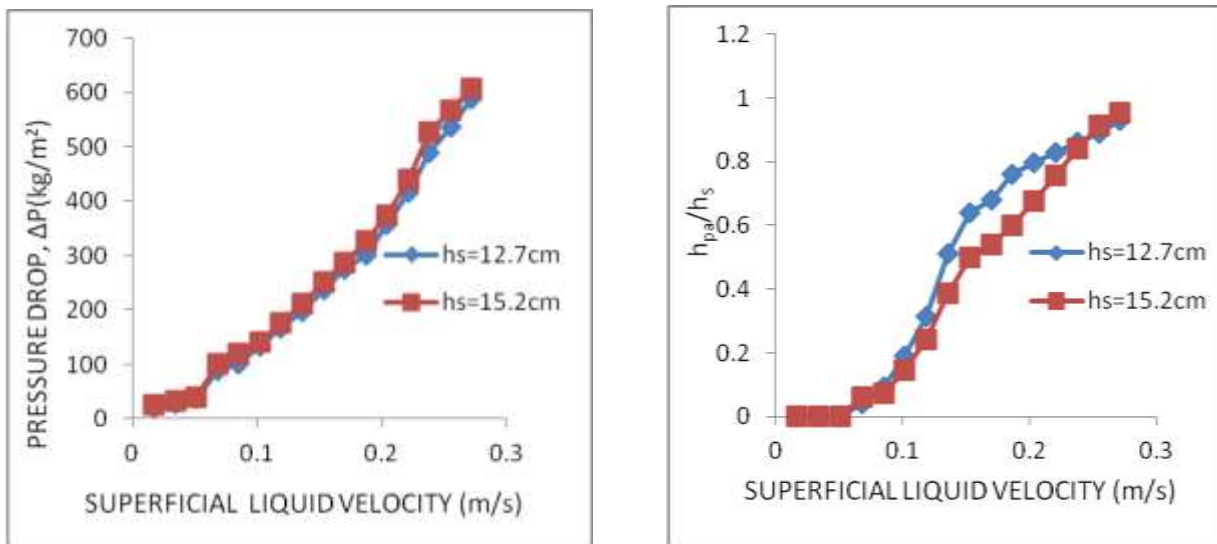 700
600
500
400
300
200
100
0
PRESSURE DROP, ΔP(kg/m²)
hs=12.7cm
hs=15.2cm
0 0.1 0.2 0.3
SUPERFICIAL LIQUID VELOCITY (m/s)
1.2
1
0.8
0.6
0.4
0.2
0
hpa/hs
hs=12.7cm
hs=15.2cm
0 0.1 0.2 0.3
SUPERFICIAL LIQUID VELOCITY (m/s)